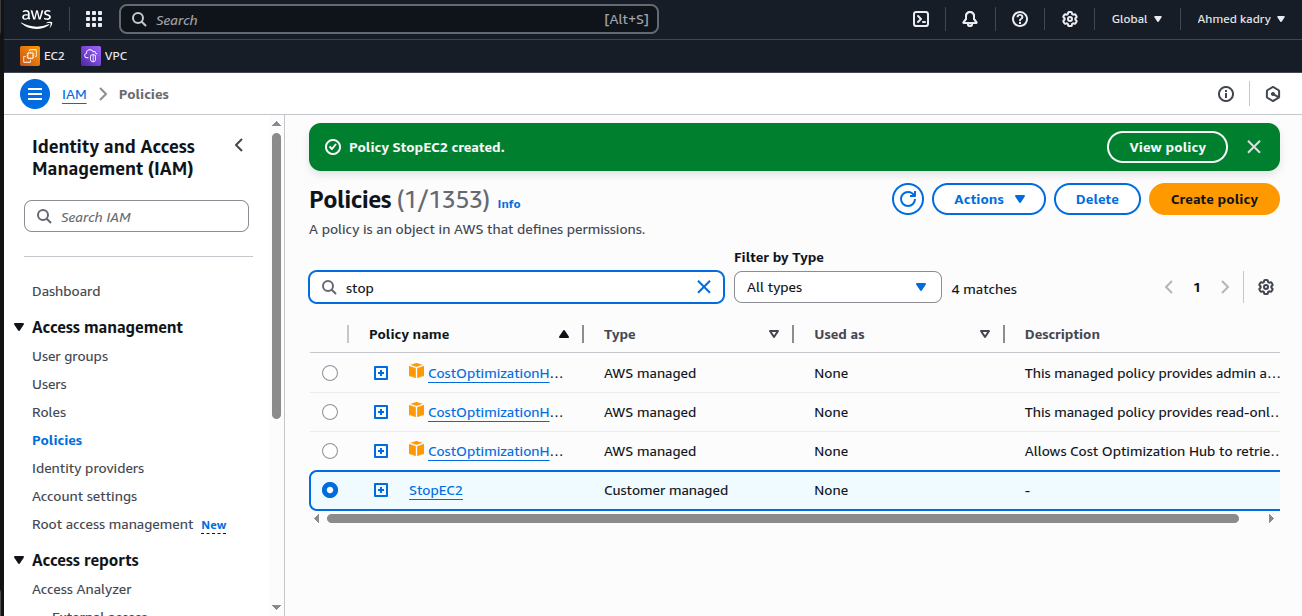 aws
Search [Alt+S] Global Ahmed kadry
EC2 VPC
IAM > Policies
Identity and Access
Management (IAM)
Search IAM
Dashboard
Access management
User groups
Users
Roles
Policies
Identity providers
Account settings
Root access management New
Access reports
Access Analyzer
External access
Policy StopEC2 created. View policy
Policies (1/1353) Info
Actions Delete Create policy
A policy is an object in AWS that defines permissions.
Filter by Type
stop All types 4 matches 1
Policy name Type Used as Description
CostOptimizationH... AWS managed None This managed policy provides admin a...
CostOptimizationH... AWS managed None This managed policy provides read-onl...
CostOptimizationH... AWS managed None Allows Cost Optimization Hub to retrie...
StopEC2 Customer managed None -